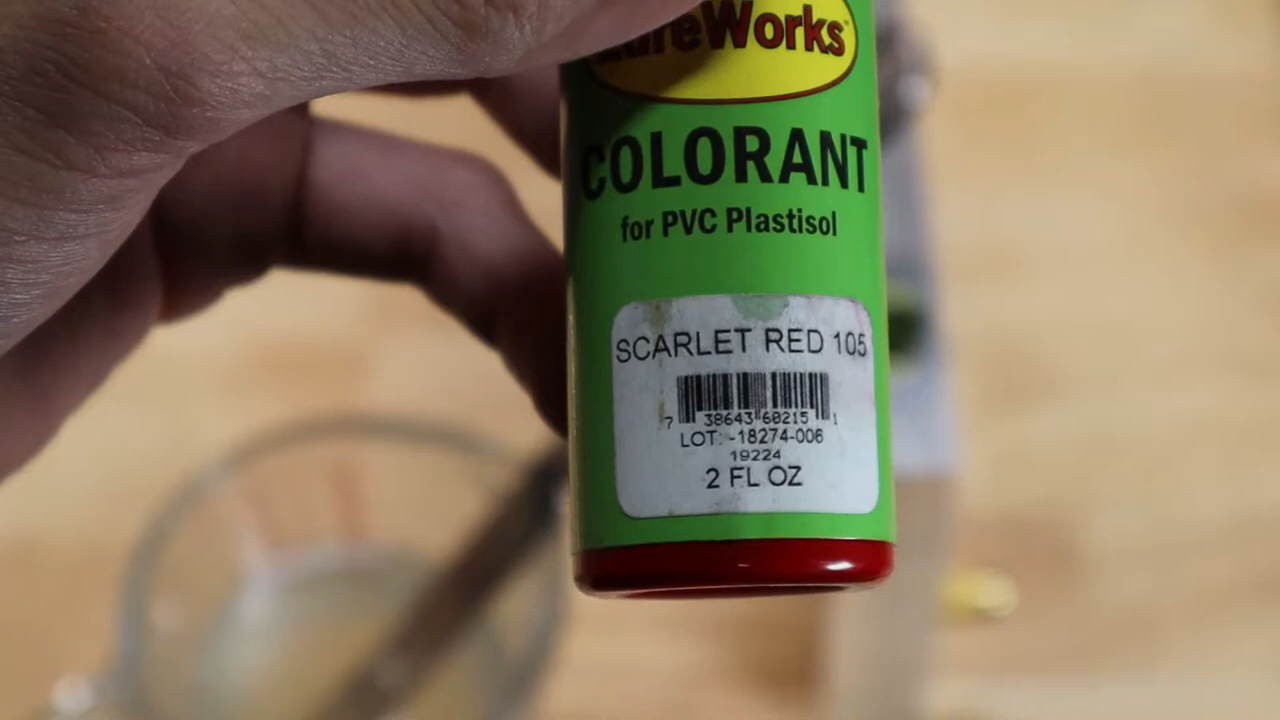 LureWorks
COLORANT
for PVC Plastisol
SCARLET RED 105
7 38643 60215 1
LOT: -18274-006
19224
2 FL OZ